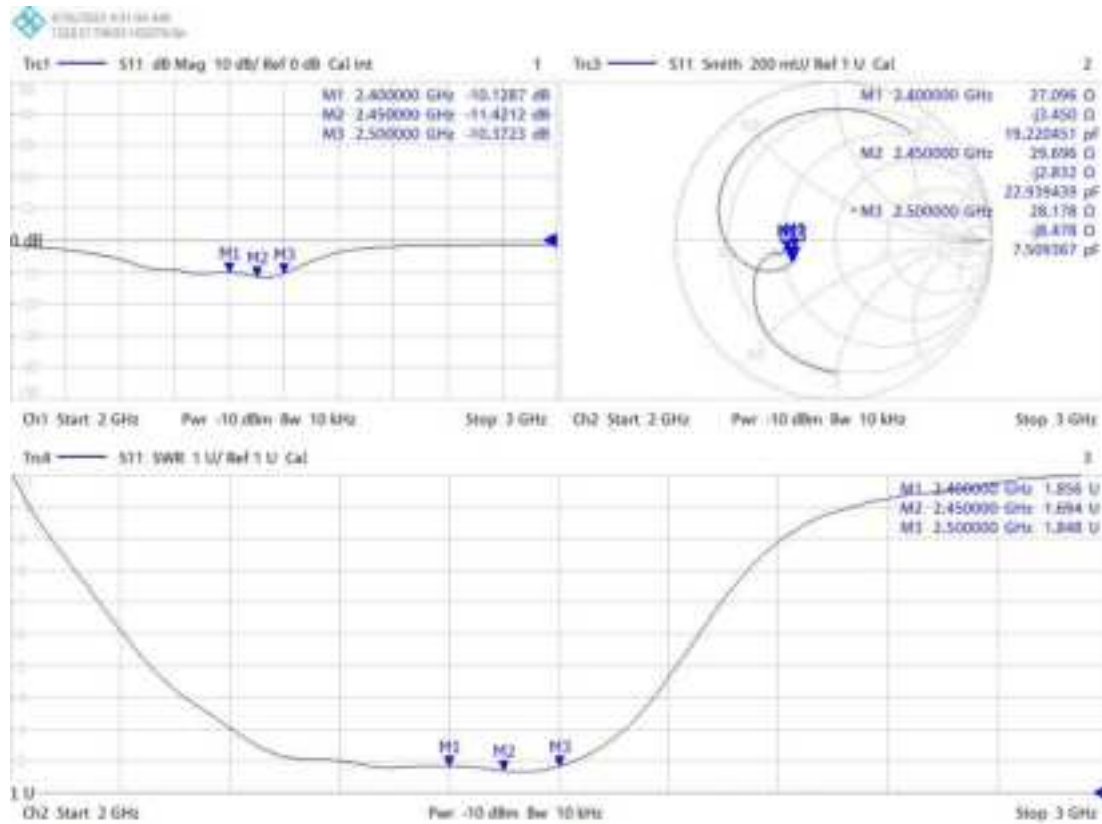 Trc1 S11 dB Mag 10 dB/ Ref 0 dB Cal int 1
M1 2.400000 GHz -10.1287 dB
M2 2.450000 GHz -11.4212 dB
M3 2.500000 GHz -10.3723 dB
0 dB
M1 M2 M3
Ch1 Start 2 GHz Pwr -10 dBm Bw 10 kHz Stop 3 GHz
Trc3 S11 Smith 200 mU/ Ref 1 U Cal 2
M1 2.400000 GHz 27.096 Ω
-j3.450 Ω
19.220451 pF
M2 2.450000 GHz 29.696 Ω
-j2.832 Ω
22.939439 pF
M3 2.500000 GHz 28.178 Ω
-j8.478 Ω
7.509367 pF
M3
Ch2 Start 2 GHz Pwr -10 dBm Bw 10 kHz Stop 3 GHz
Trc4 S11 SWR 1 U/ Ref 1 U Cal 3
M1 2.400000 GHz 1.856 U
M2 2.450000 GHz 1.694 U
M3 2.500000 GHz 1.848 U
M1 M2 M3
1 U
Ch2 Start 2 GHz Pwr -10 dBm Bw 10 kHz Stop 3 GHz